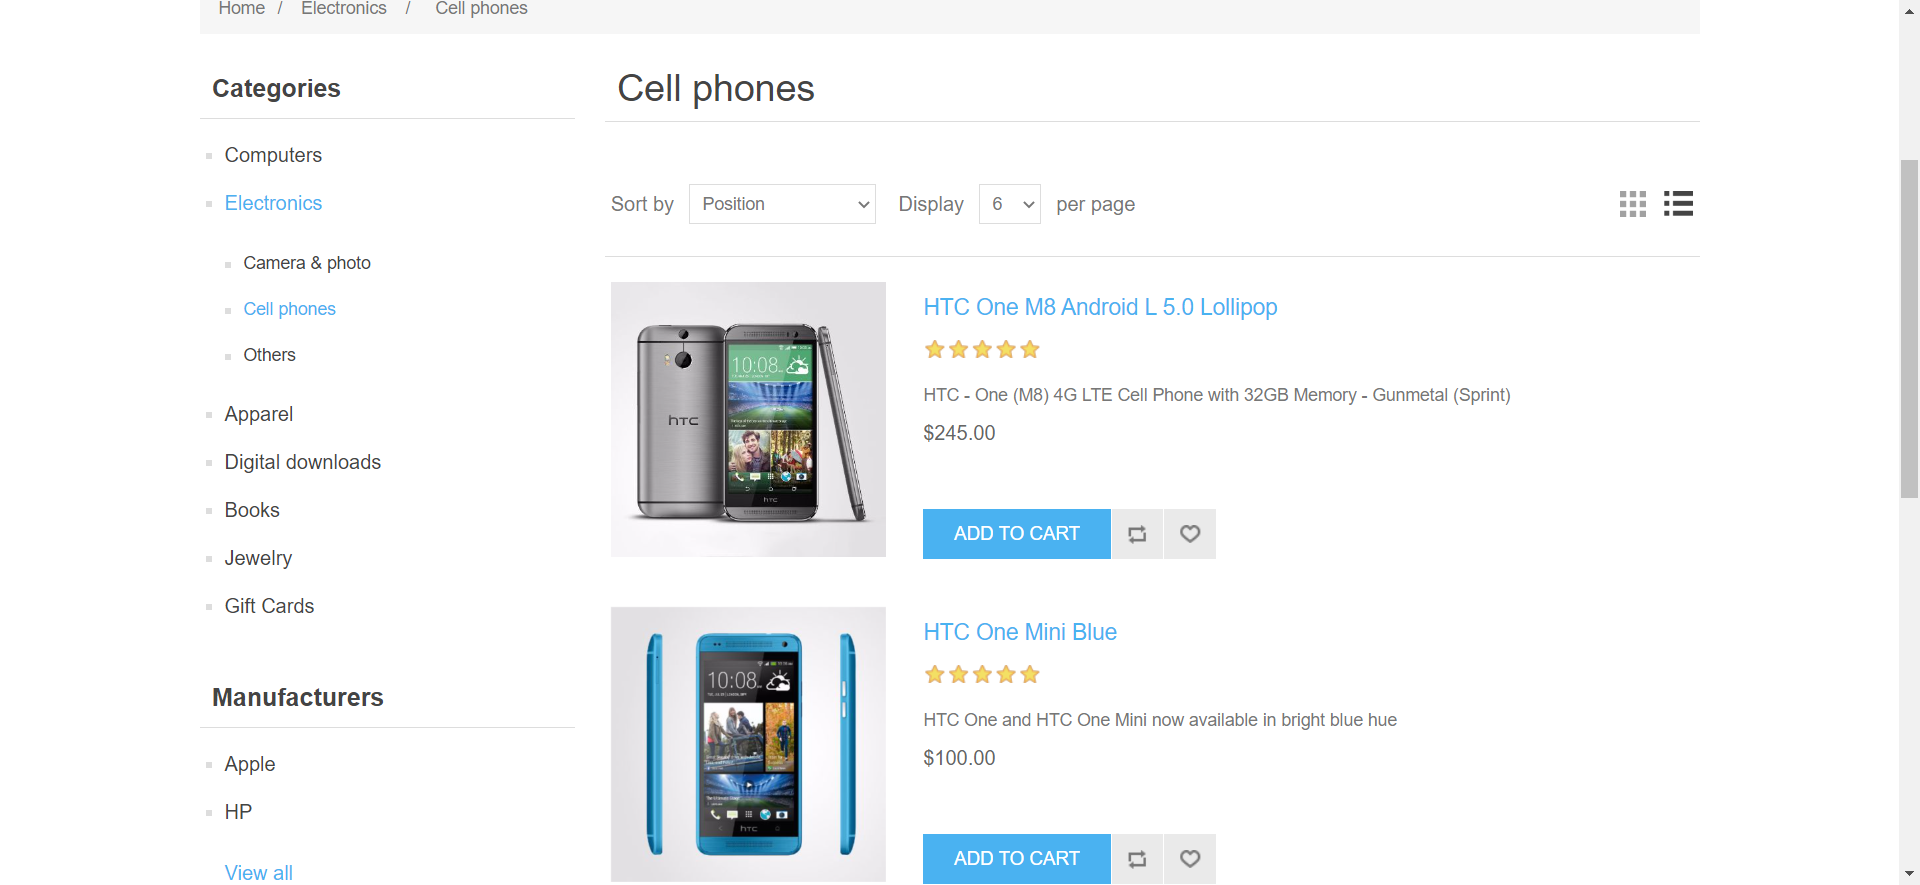 Home / Electronics / Cell phones
Categories
Computers
Electronics
Camera & photo
Cell phones
Others
Apparel
Digital downloads
Books
Jewelry
Gift Cards
Manufacturers
Apple
HP
View all
Cell phones
Sort by Position Display 6 per page
10:08
hTC
hTC
HTC One M8 Android L 5.0 Lollipop
HTC - One (M8) 4G LTE Cell Phone with 32GB Memory - Gunmetal (Sprint)
$245.00
ADD TO CART
10:08
hTC
HTC One Mini Blue
HTC One and HTC One Mini now available in bright blue hue
$100.00
ADD TO CART